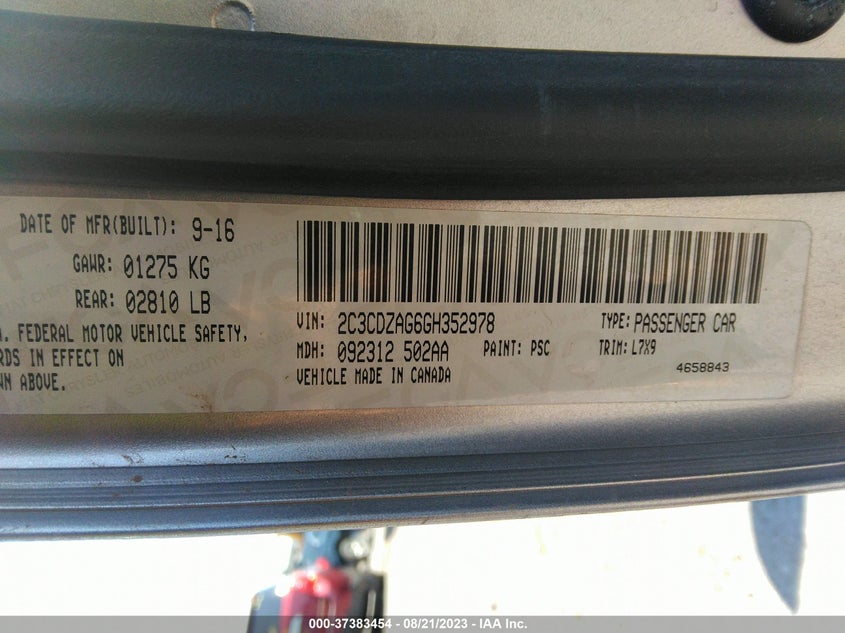 DATE OF MFR(BUILT): 9-16
GAWR: 01275 KG
REAR: 02810 LB
. FEDERAL MOTOR VEHICLE SAFETY,
RDS IN EFFECT ON
WN ABOVE.
VIN: 2C3CDZAG6GH352978 TYPE: PASSENGER CAR
MDH: 092312 502AA PAINT: PSC TRIM: L7X9
VEHICLE MADE IN CANADA 4658843
000-37383454 - 08/21/2023 - IAA Inc.